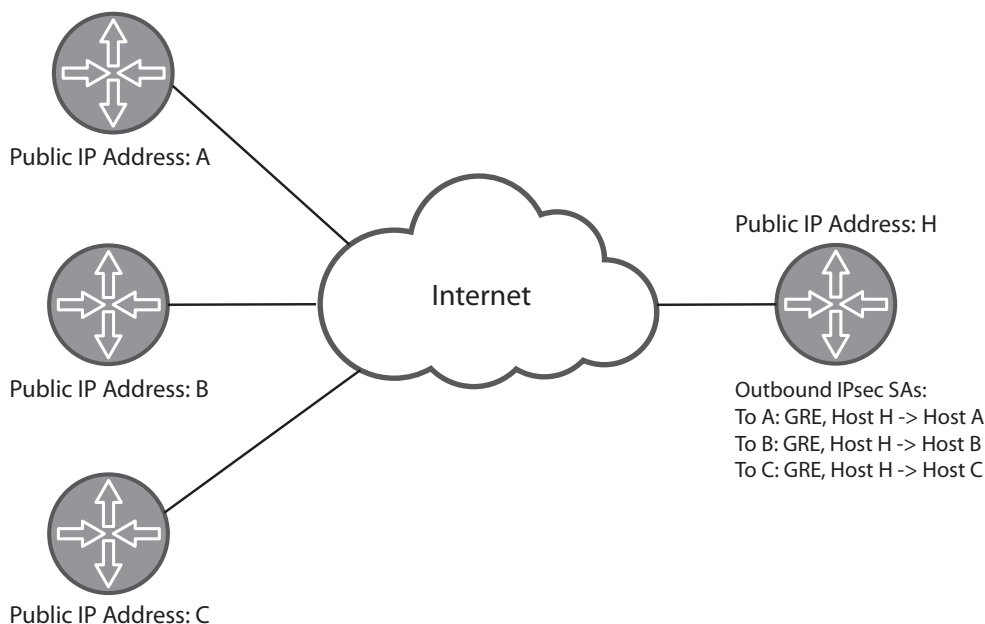 Public IP Address: A
Public IP Address: B
Public IP Address: C
Internet
Public IP Address: H
Outbound IPsec SAs:
To A: GRE, Host H -> Host A
To B: GRE, Host H -> Host B
To C: GRE, Host H -> Host C